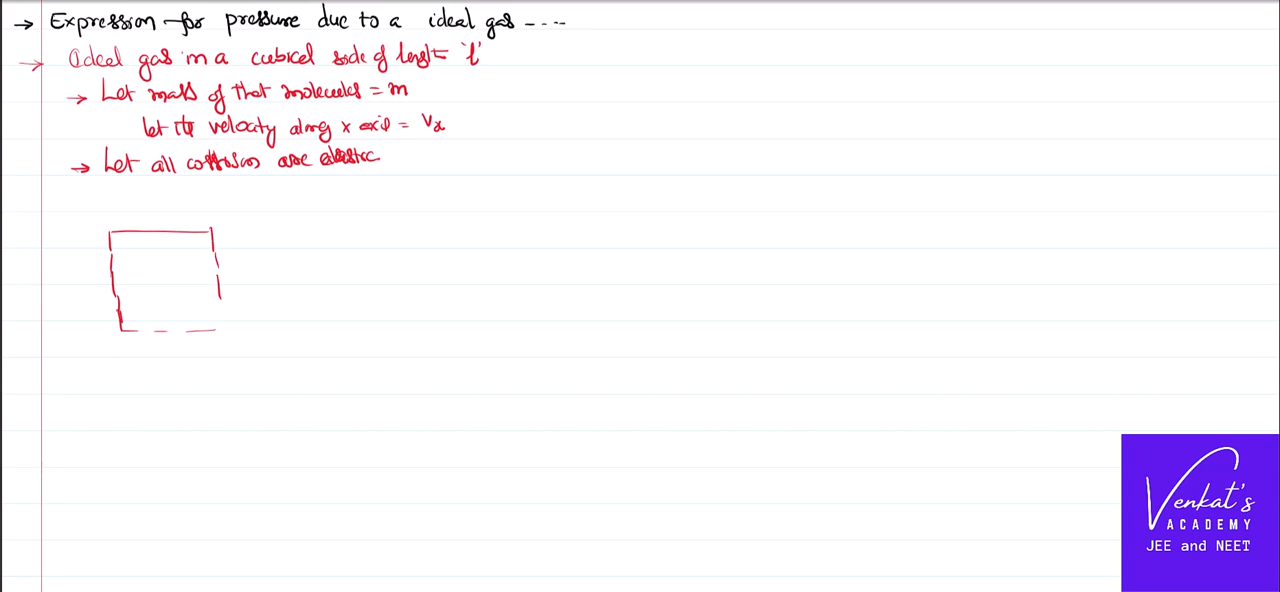 → Expression for pressure due to a ideal gas ----
→ Ideal gas in a cubical side of length 'l'
→ Let mass of that molecules = m
let its velocity along x axis = Vx
→ Let all collision are elastic
Venkat's
ACADEMY
JEE and NEET